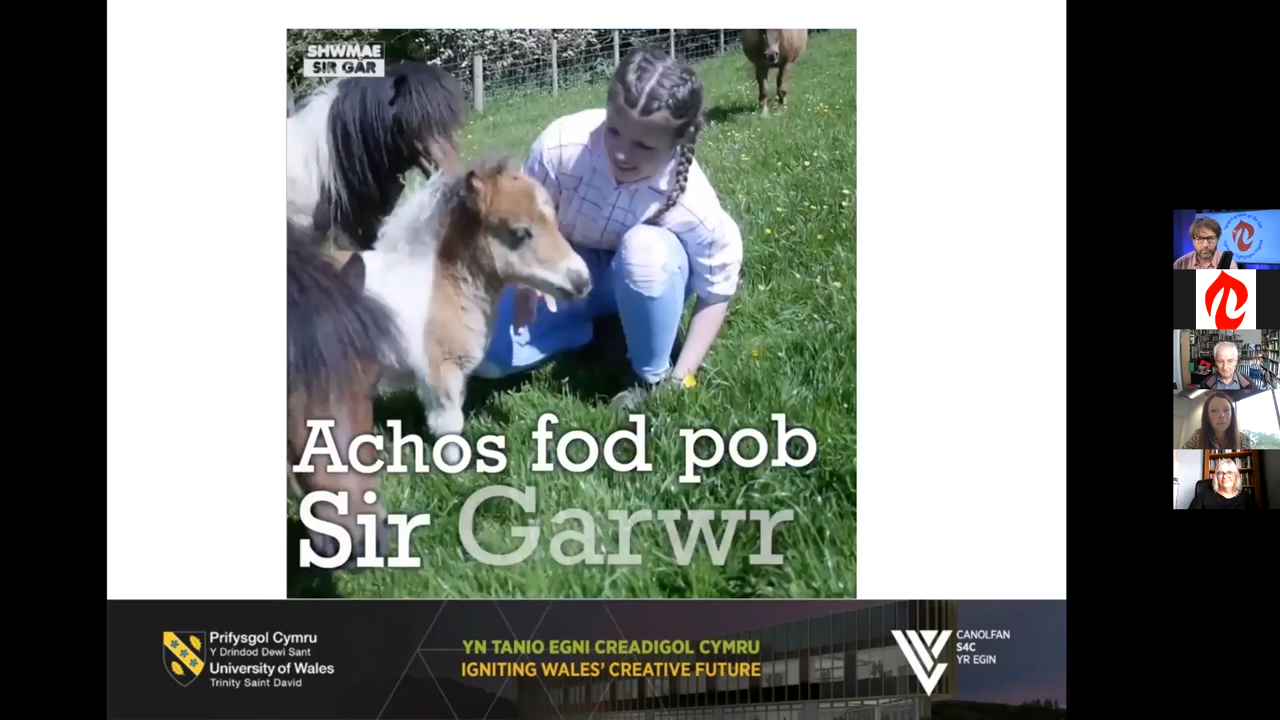 SHWMAE
SIR GÂR
Achos fod pob
Sir Garwr
Prifysgol Cymru
Y Drindod Dewi Sant
University of Wales
Trinity Saint David
YN TANIO EGNI CREADIGOL CYMRU
IGNITING WALES' CREATIVE FUTURE
CANOLFAN
S4C
YR EGIN